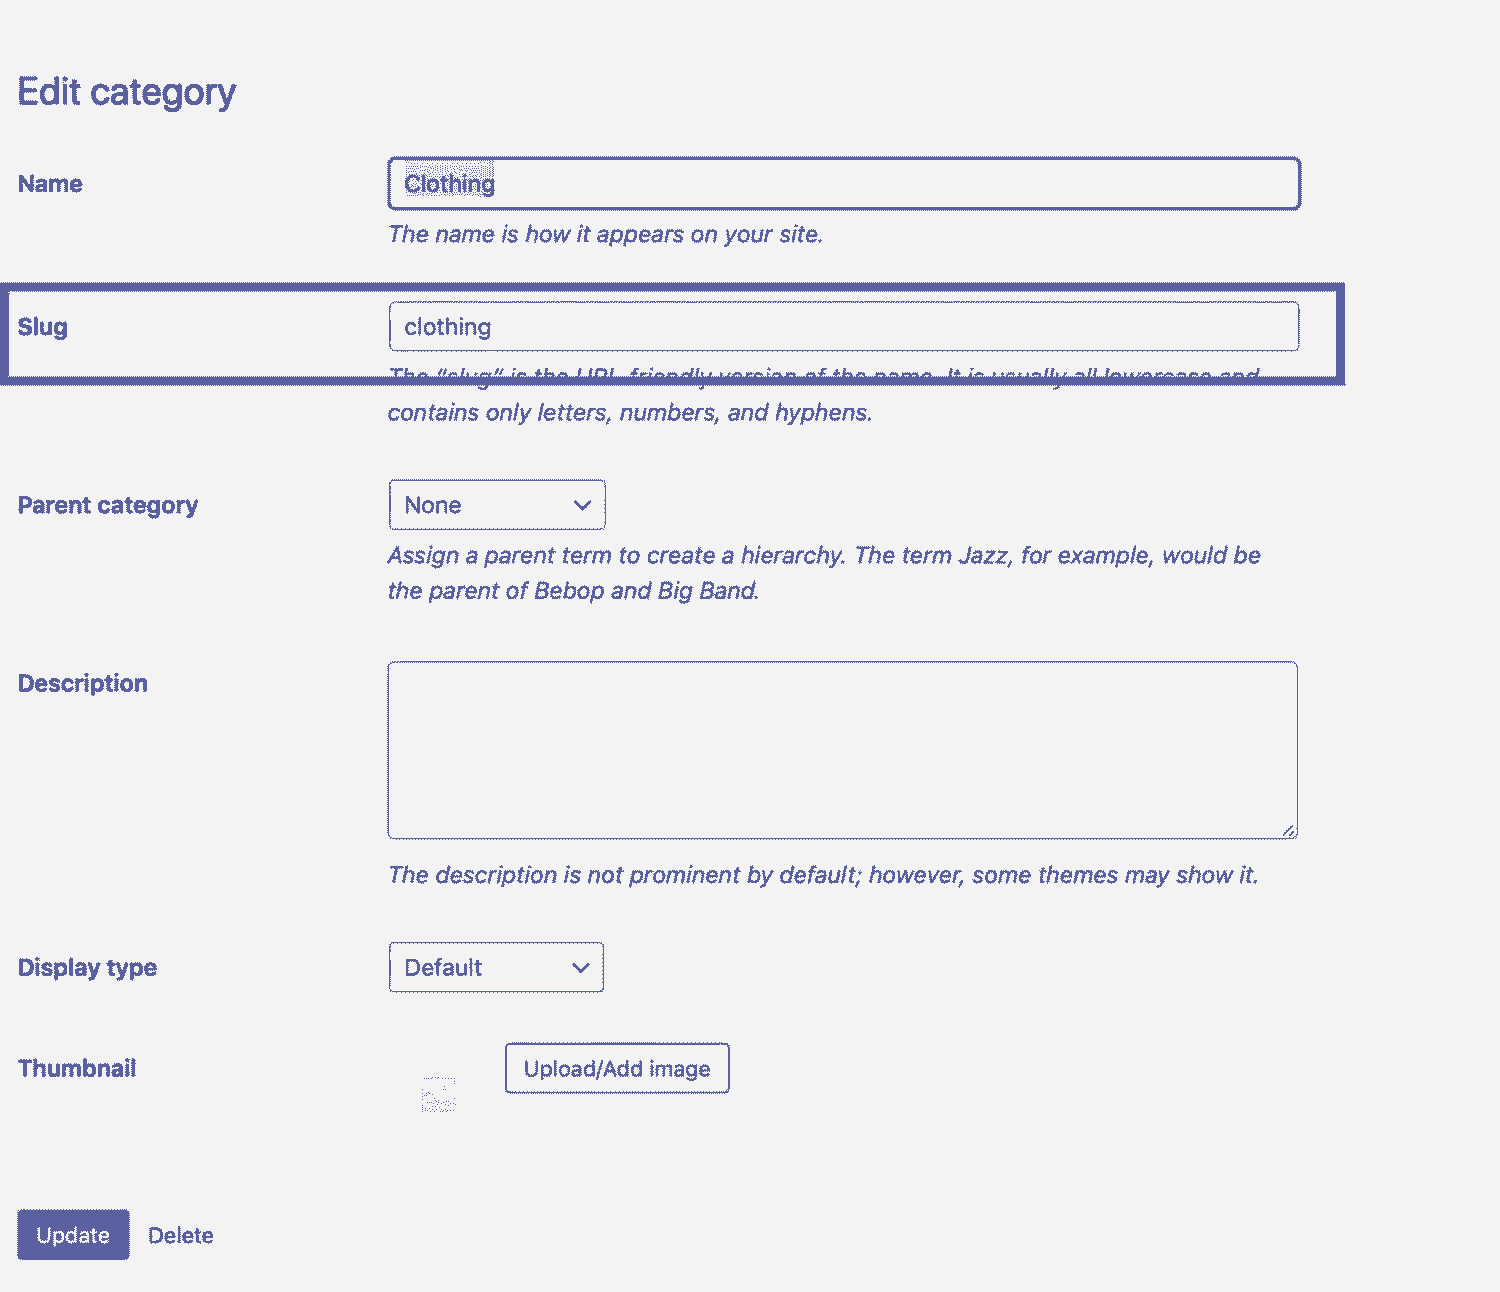 Edit category
Name
Clothing
The name is how it appears on your site.
Slug
clothing
The “slug” is the URL-friendly version of the name. It is usually all lowercase and
contains only letters, numbers, and hyphens.
Parent category
None
Assign a parent term to create a hierarchy. The term Jazz, for example, would be
the parent of Bebop and Big Band.
Description
The description is not prominent by default; however, some themes may show it.
Display type
Default
Thumbnail
Upload/Add image
Update Delete